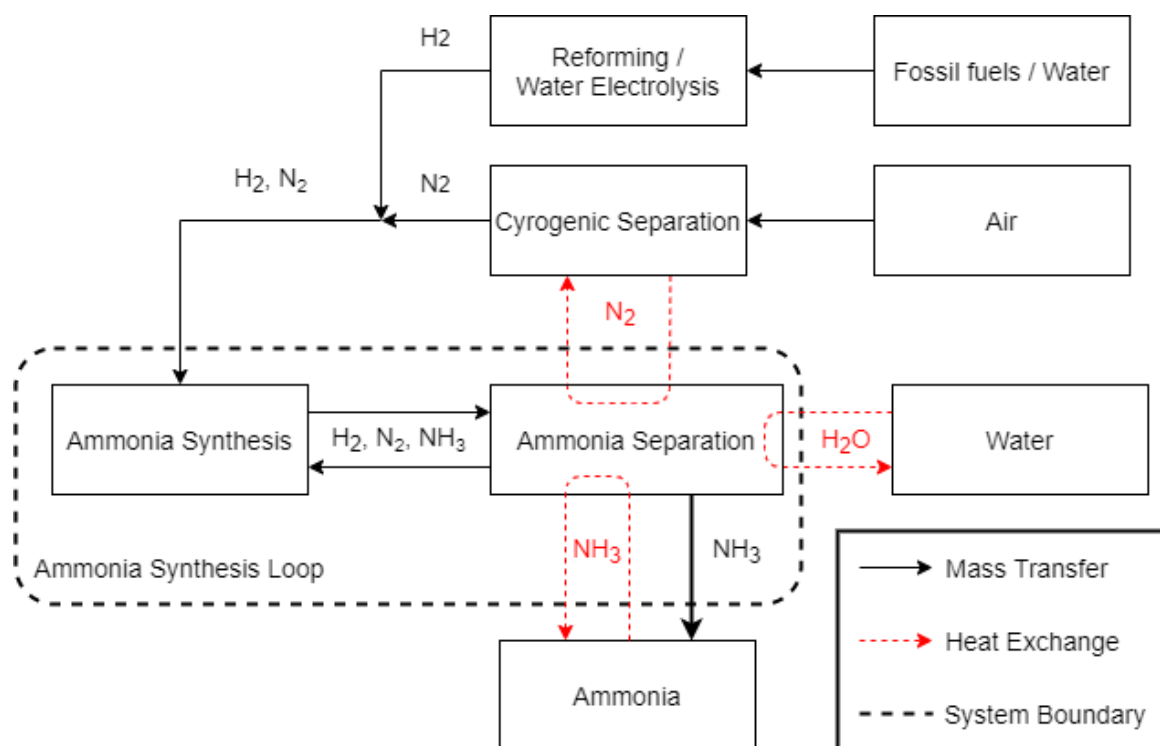 H2
Reforming /
Water Electrolysis
Fossil fuels / Water
H₂, N₂
N2
Cyrogenic Separation
Air
N₂
Ammonia Synthesis
H₂, N₂, NH₃
Ammonia Separation
H₂O
Water
NH₃
NH₃
Ammonia Synthesis Loop
Ammonia
Mass Transfer
Heat Exchange
System Boundary